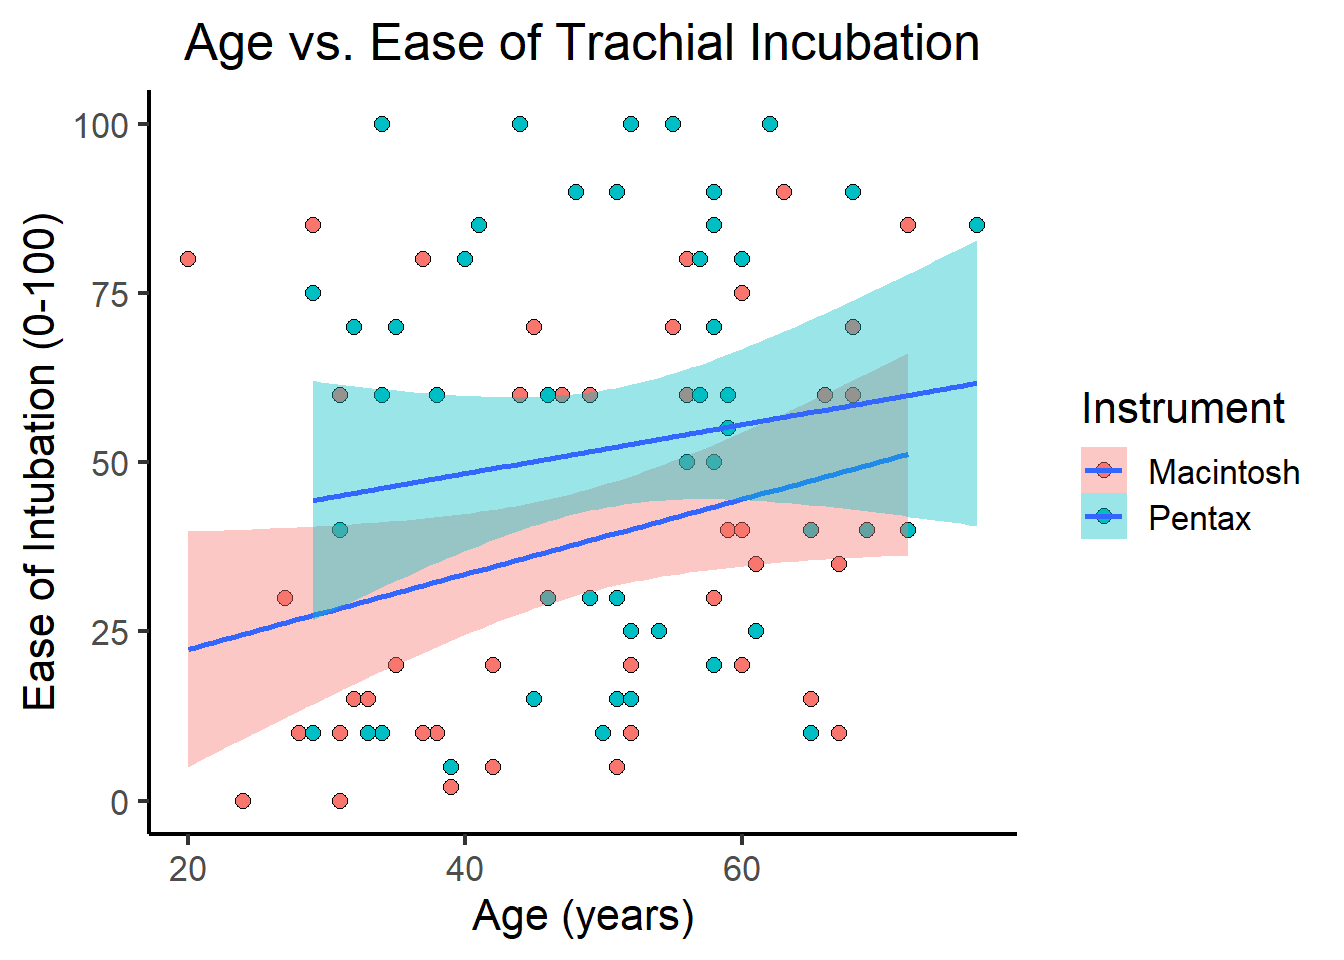 Age vs. Ease of Trachial Incubation
Ease of Intubation (0-100)
100
75
50
25
0
20 40 60
Age (years)
Instrument
Macintosh
Pentax